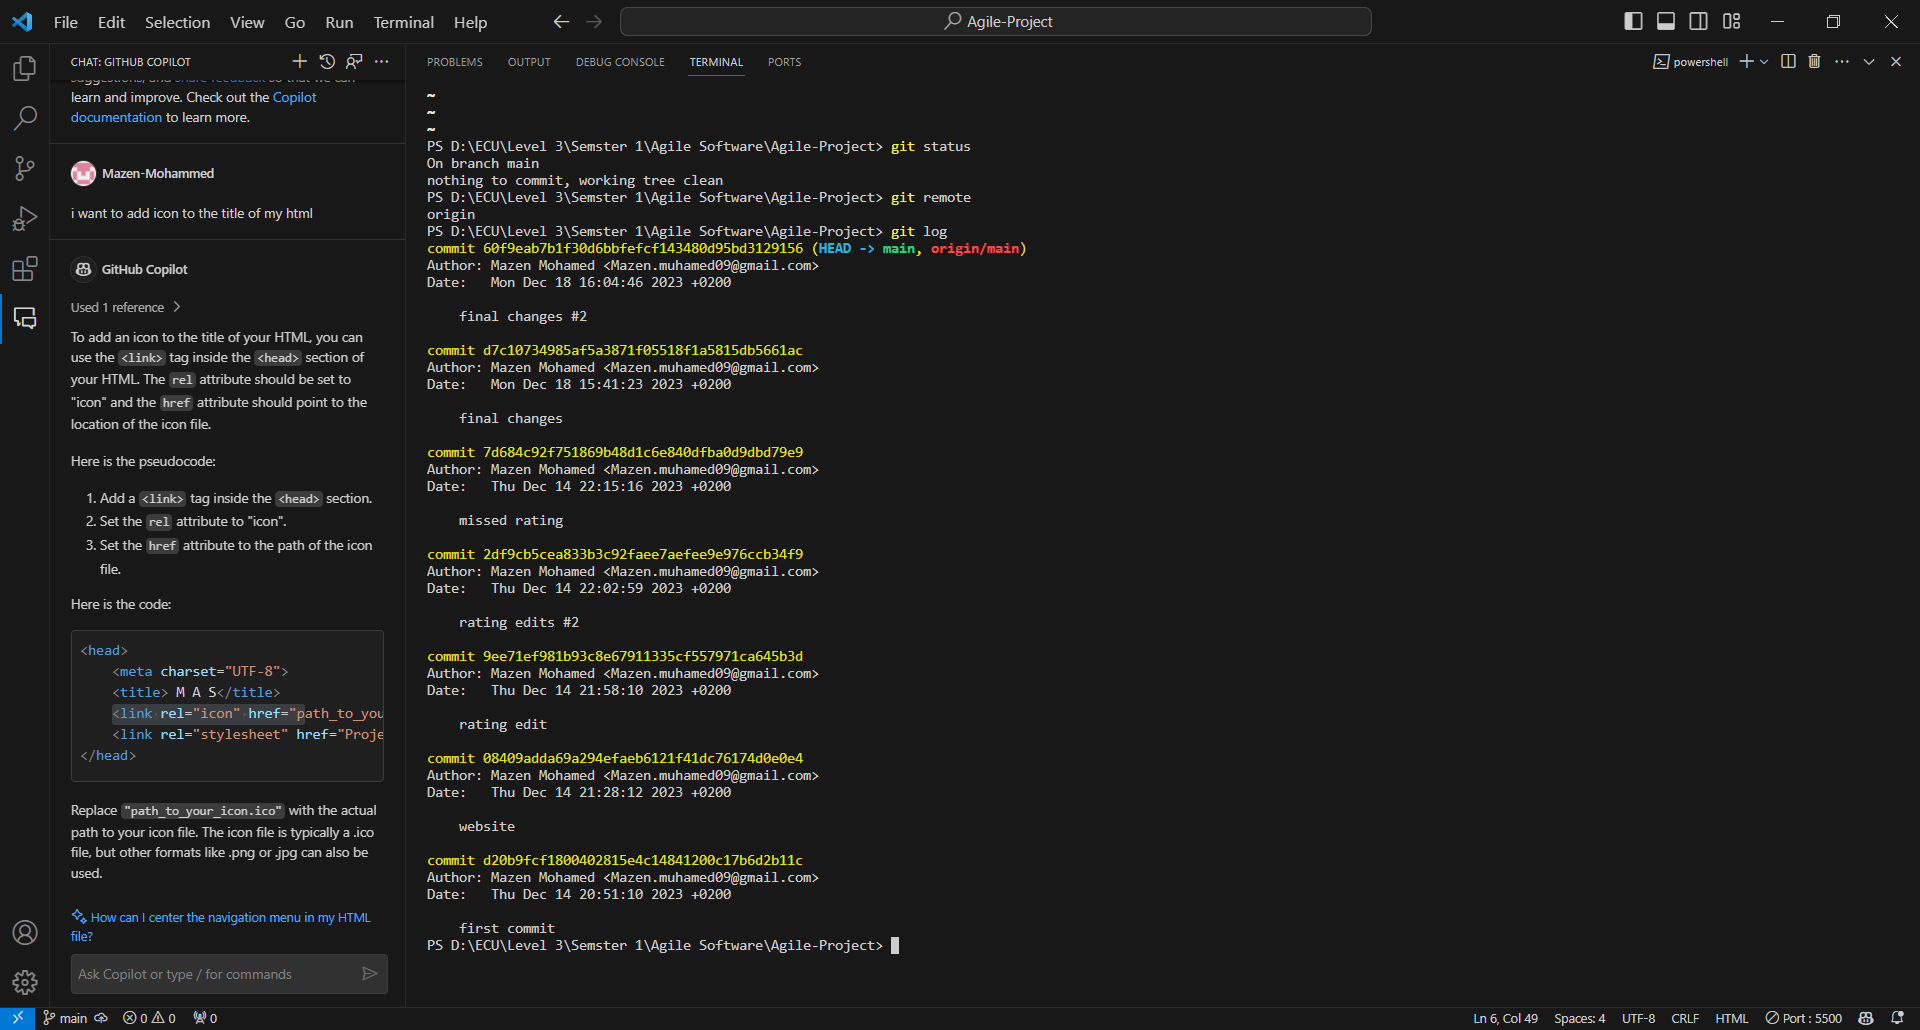 File Edit Selection View Go Run Terminal Help
Agile-Project
CHAT: GITHUB COPILOT
suggestions, and share feedback so that we can
learn and improve. Check out the Copilot
documentation to learn more.
Mazen-Mohammed
i want to add icon to the title of my html
GitHub Copilot
Used 1 reference
To add an icon to the title of your HTML, you can
use the <link> tag inside the <head> section of
your HTML. The rel attribute should be set to
"icon" and the href attribute should point to the
location of the icon file.
Here is the pseudocode:
1. Add a <link> tag inside the <head> section.
2. Set the rel attribute to "icon".
3. Set the href attribute to the path of the icon
file.
Here is the code:
<head>
<meta charset="UTF-8">
<title> M A S</title>
<link rel="icon" href="path_to_you
<link rel="stylesheet" href="Proje
</head>
Replace "path_to_your_icon.ico" with the actual
path to your icon file. The icon file is typically a .ico
file, but other formats like .png or .jpg can also be
used.
How can I center the navigation menu in my HTML
file?
Ask Copilot or type / for commands
PROBLEMS OUTPUT DEBUG CONSOLE TERMINAL PORTS
powershell
~
~
~
PS D:\ECU\Level 3\Semster 1\Agile Software\Agile-Project> git status
On branch main
nothing to commit, working tree clean
PS D:\ECU\Level 3\Semster 1\Agile Software\Agile-Project> git remote
origin
PS D:\ECU\Level 3\Semster 1\Agile Software\Agile-Project> git log
commit 60f9eab7b1f30d6bbfefcf143480d95bd3129156 (HEAD -> main, origin/main)
Author: Mazen Mohamed <Mazen.muhamed09@gmail.com>
Date:   Mon Dec 18 16:04:46 2023 +0200
final changes #2
commit d7c10734985af5a3871f05518f1a5815db5661ac
Author: Mazen Mohamed <Mazen.muhamed09@gmail.com>
Date:   Mon Dec 18 15:41:23 2023 +0200
final changes
commit 7d684c92f751869b48d1c6e840dfba0d9dbd79e9
Author: Mazen Mohamed <Mazen.muhamed09@gmail.com>
Date:   Thu Dec 14 22:15:16 2023 +0200
missed rating
commit 2df9cb5cea833b3c92faee7aefee9e976ccb34f9
Author: Mazen Mohamed <Mazen.muhamed09@gmail.com>
Date:   Thu Dec 14 22:02:59 2023 +0200
rating edits #2
commit 9ee71ef981b93c8e67911335cf557971ca645b3d
Author: Mazen Mohamed <Mazen.muhamed09@gmail.com>
Date:   Thu Dec 14 21:58:10 2023 +0200
rating edit
commit 08409adda69a294efaeb6121f41dc76174d0e0e4
Author: Mazen Mohamed <Mazen.muhamed09@gmail.com>
Date:   Thu Dec 14 21:28:12 2023 +0200
website
commit d20b9fcf1800402815e4c14841200c17b6d2b11c
Author: Mazen Mohamed <Mazen.muhamed09@gmail.com>
Date:   Thu Dec 14 20:51:10 2023 +0200
first commit
PS D:\ECU\Level 3\Semster 1\Agile Software\Agile-Project>
main 0 0 0 Ln 6, Col 49 Spaces: 4 UTF-8 CRLF HTML Port : 5500